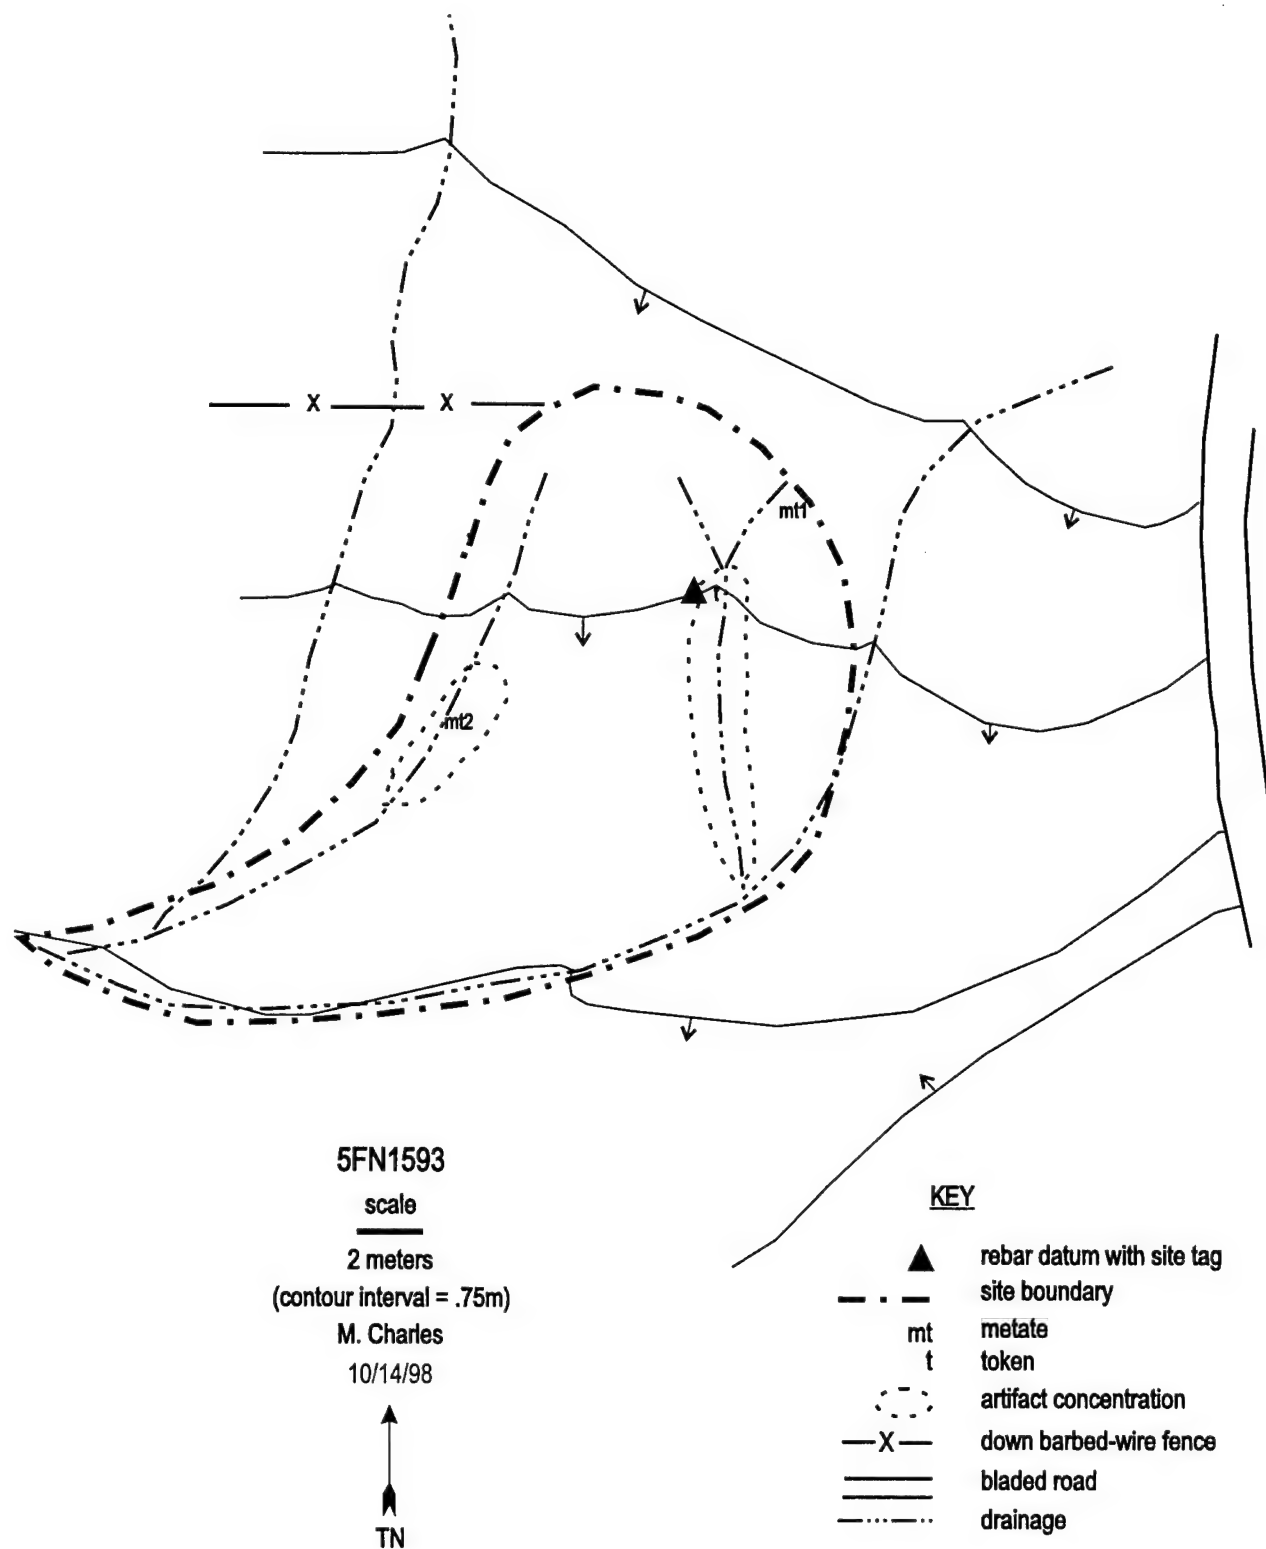 X X
mt1
t
mt2
5FN1593
scale
2 meters
(contour interval = .75m)
M. Charles
10/14/98
TN
KEY
rebar datum with site tag
site boundary
mt metate
t token
artifact concentration
X down barbed-wire fence
bladed road
drainage